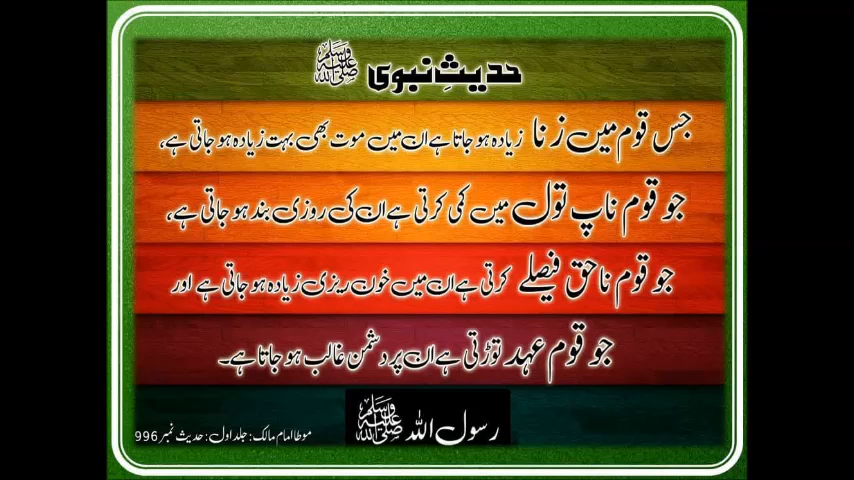 حدیثِ نبوی ﷺ
جس قوم میں زنا زیادہ ہو جاتا ہے ان میں موت بھی بہت زیادہ ہو جاتی ہے،
جو قوم ناپ تول میں کمی کرتی ہے ان کی روزی بند ہو جاتی ہے،
جو قوم ناحق فیصلے کرتی ہے ان میں خون ریزی زیادہ ہو جاتی ہے اور
جو قوم عہد توڑتی ہے ان پر دشمن غالب ہو جاتا ہے۔
رسول اللہ ﷺ
موطا امام مالک: جلد اول: حدیث نمبر 996